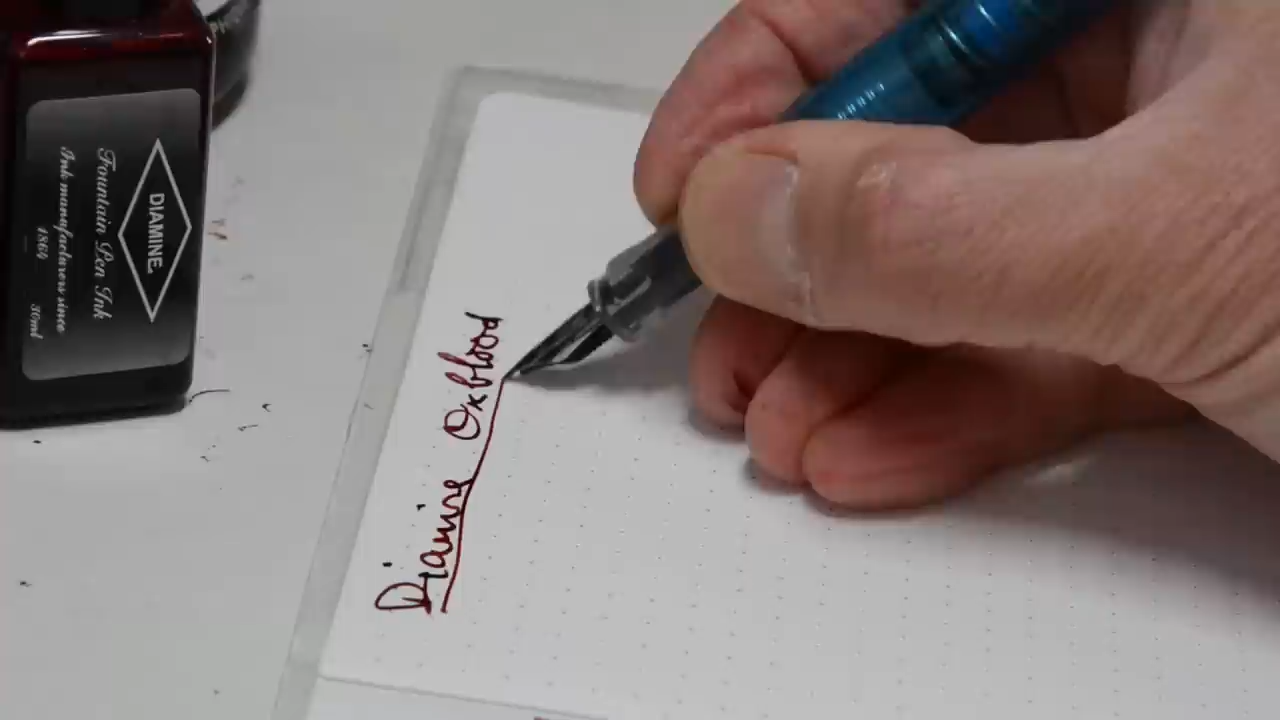 DIAMINE
Fountain Pen Ink
Ink manufacturers since
1864
30ml
Diamine Oxblood